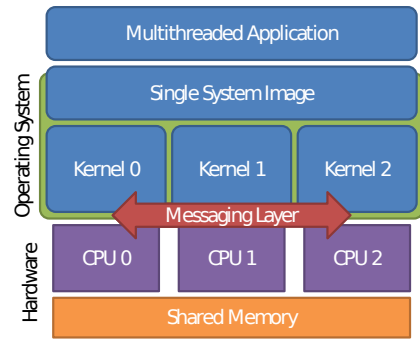 Multithreaded Application
Single System Image
Operating System
Kernel 0
Kernel 1
Kernel 2
Messaging Layer
Hardware
CPU 0
CPU 1
CPU 2
Shared Memory